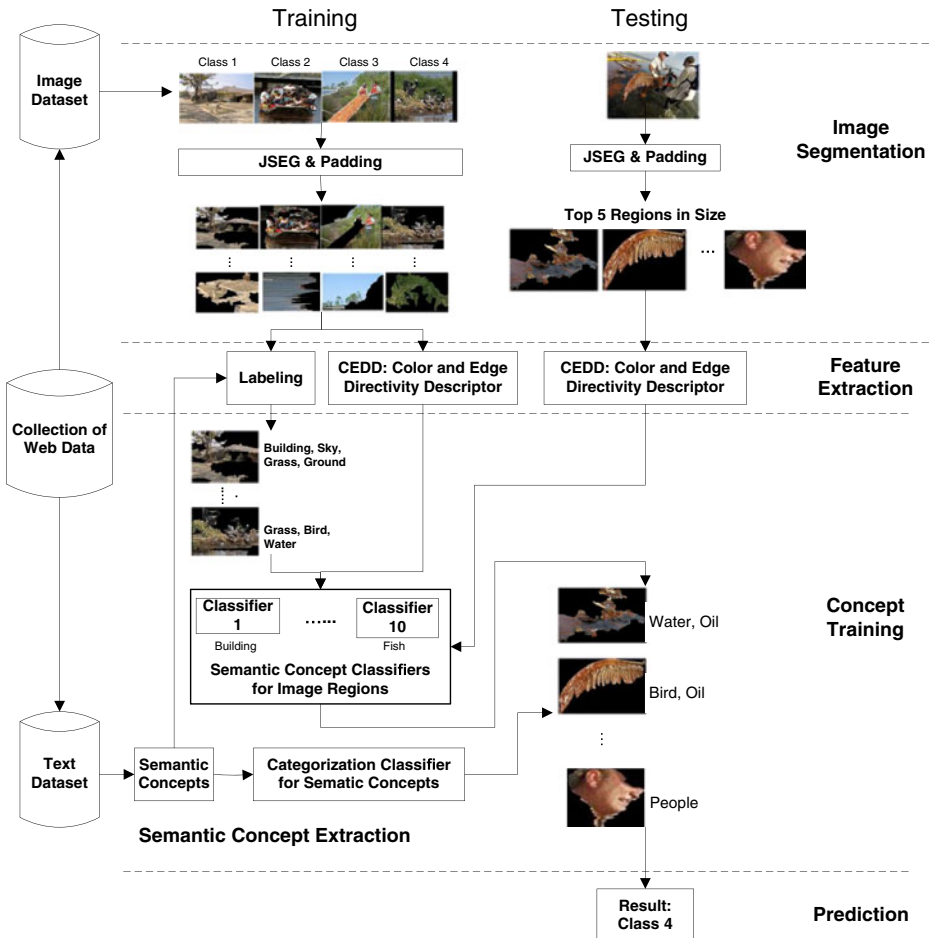 Training
Testing
Image
Dataset
Class 1
Class 2
Class 3
Class 4
Image
Segmentation
JSEG & Padding
JSEG & Padding
Top 5 Regions in Size
...
Labeling
CEDD: Color and Edge
Directivity Descriptor
CEDD: Color and Edge
Directivity Descriptor
Feature
Extraction
Collection of
Web Data
Building, Sky,
Grass, Ground
Grass, Bird,
Water
Classifier
1
......
Classifier
10
Building
Fish
Semantic Concept Classifiers
for Image Regions
Concept
Training
Water, Oil
Bird, Oil
People
Text
Dataset
Semantic
Concepts
Categorization Classifier
for Sematic Concepts
Semantic Concept Extraction
Result:
Class 4
Prediction